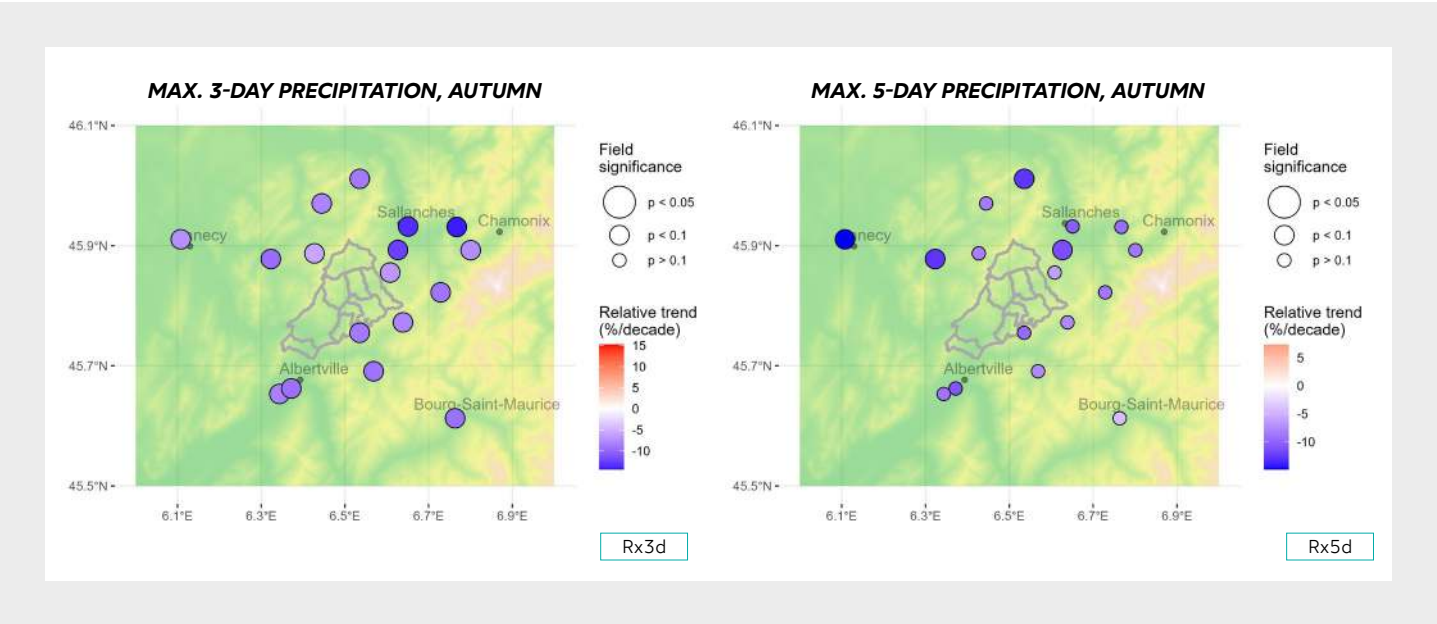 MAX. 3-DAY PRECIPITATION, AUTUMN
46.1°N
45.9°N
45.7°N
45.5°N
6.1°E
6.3°E
6.5°E
6.7°E
6.9°E
Sallanches
Chamonix
necy
Albertville
Bourg-Saint-Maurice
Field
significance
p < 0.05
p < 0.1
p > 0.1
Relative trend
(%/decade)
15
10
5
0
-5
-10
Rx3d
MAX. 5-DAY PRECIPITATION, AUTUMN
46.1°N
45.9°N
45.7°N
45.5°N
6.1°E
6.3°E
6.5°E
6.7°E
6.9°E
Sallanches
Chamonix
necy
Albertville
Bourg-Saint-Maurice
Field
significance
p < 0.05
p < 0.1
p > 0.1
Relative trend
(%/decade)
5
0
-5
-10
Rx5d